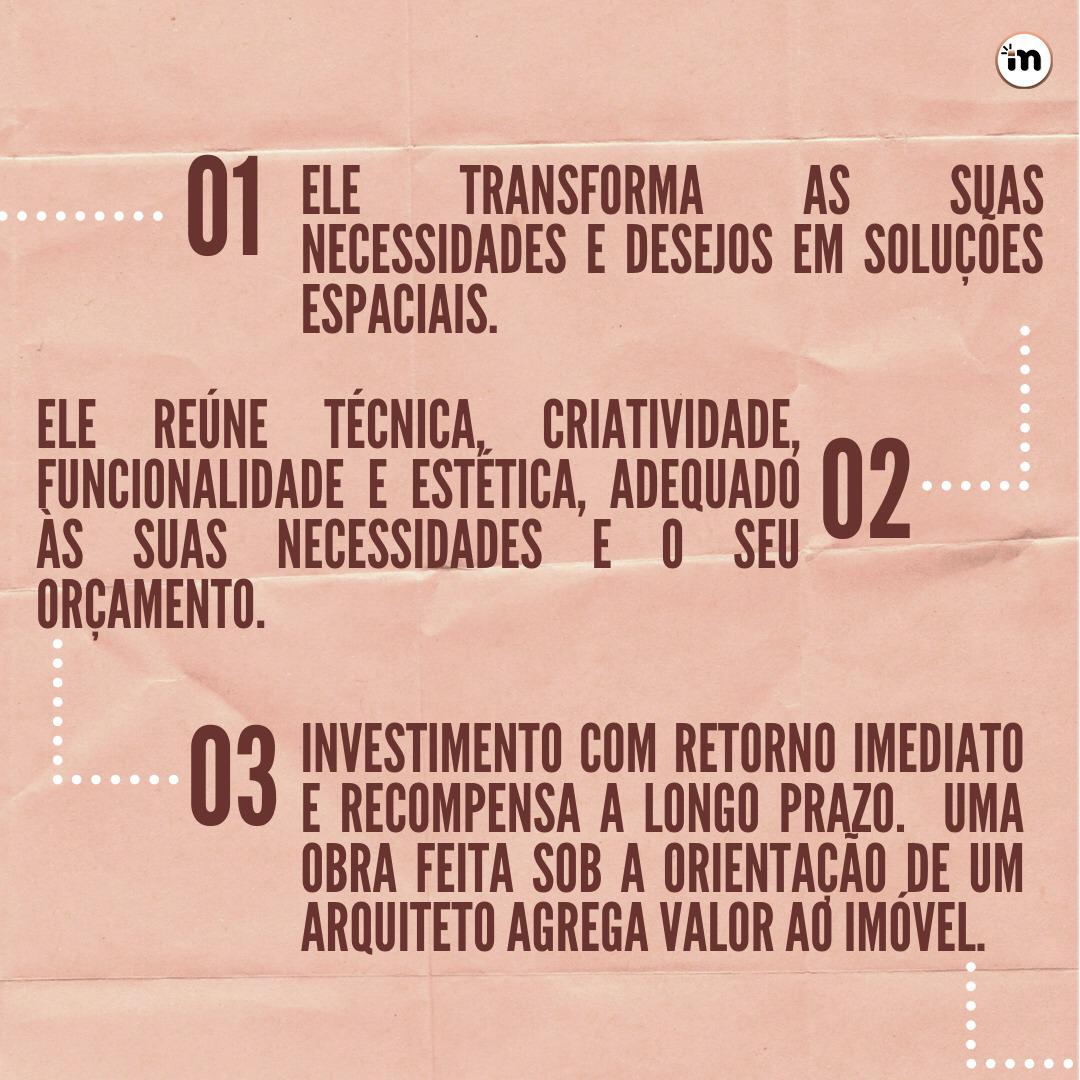 im
01
ELE TRANSFORMA AS SUAS
NECESSIDADES E DESEJOS EM SOLUÇÕES
ESPACIAIS.
ELE REÚNE TÉCNICA, CRIATIVIDADE,
FUNCIONALIDADE E ESTÉTICA, ADEQUADO
ÀS SUAS NECESSIDADES E O SEU
ORÇAMENTO.
02
03
INVESTIMENTO COM RETORNO IMEDIATO
E RECOMPENSA A LONGO PRAZO. UMA
OBRA FEITA SOB A ORIENTAÇÃO DE UM
ARQUITETO AGREGA VALOR AO IMÓVEL.